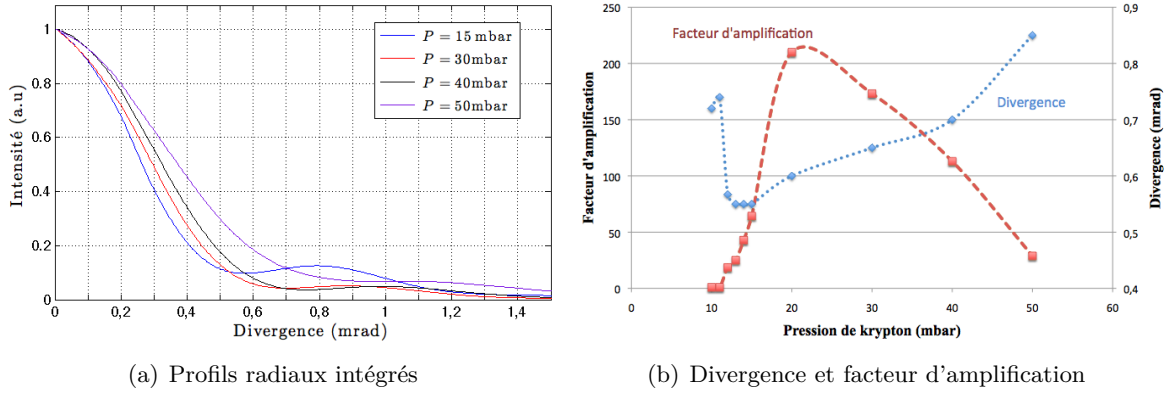 Intensité (a.u)
1
0.8
0.6
0.4
0.2
0
0
0,2
0,4
0,6
0,8
1
1,2
1,4
Divergence (mrad)
P = 15 mbar
P = 30mbar
P = 40mbar
P = 50mbar
(a) Profils radiaux intégrés
Facteur d'amplification
250
200
150
100
50
0
0
10
20
30
40
50
60
Pression de krypton (mbar)
Facteur d'amplification
Divergence
0,9
0,8
0,7
0,6
0,5
0,4
Divergence (mrad)
(b) Divergence et facteur d'amplification